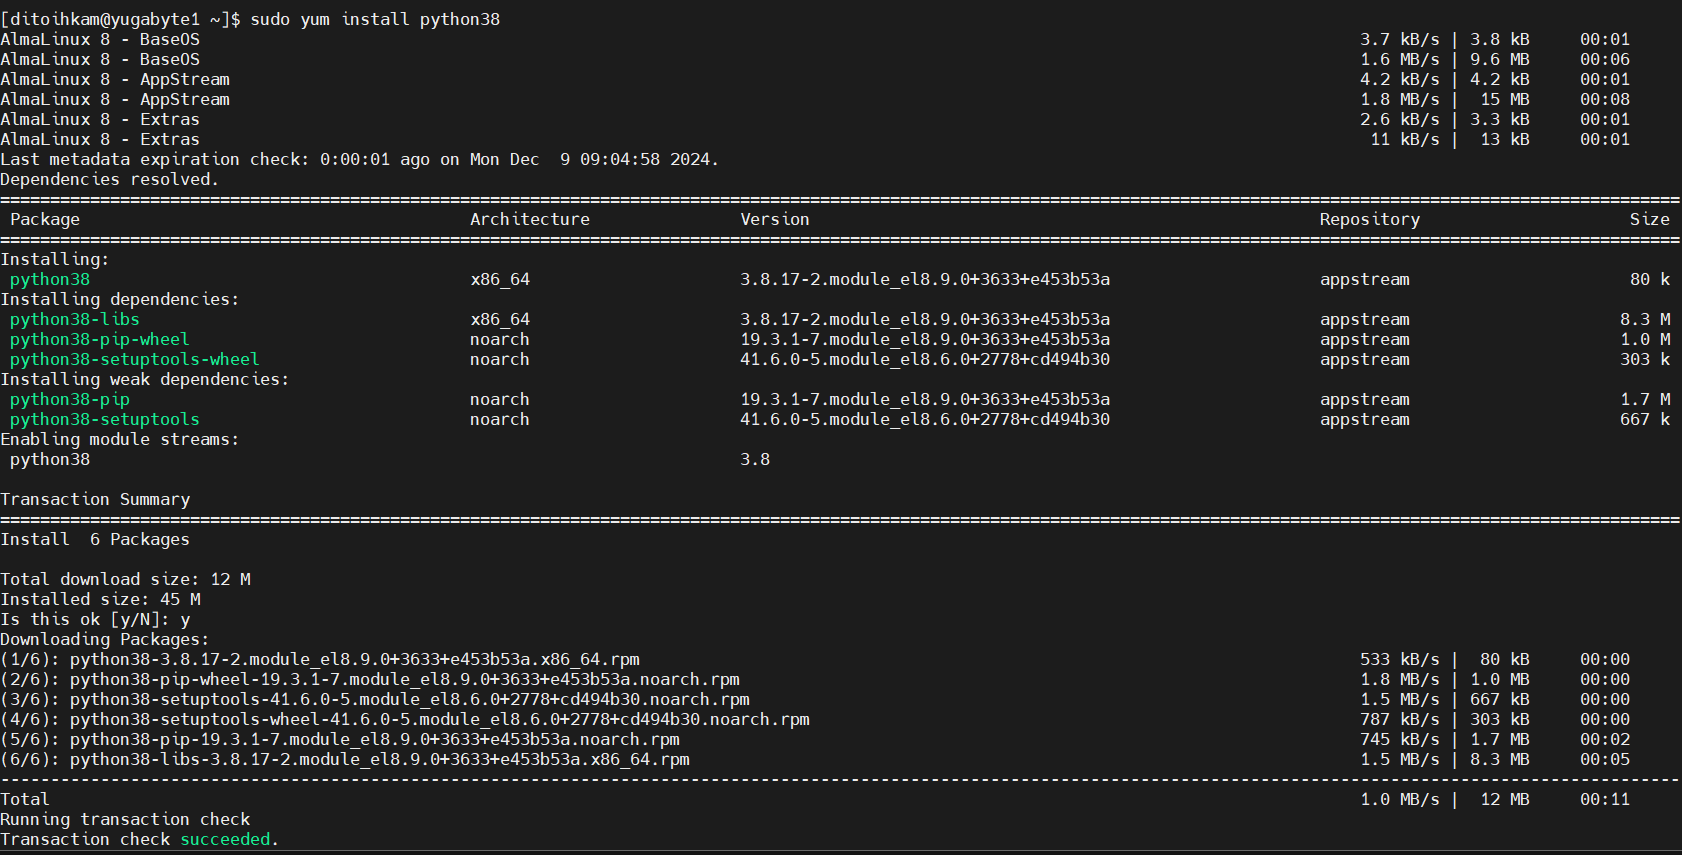 [ditoihkam@yugabyte1 ~]$ sudo yum install python38
AlmaLinux 8 - BaseOS 3.7 kB/s | 3.8 kB 00:01
AlmaLinux 8 - BaseOS 1.6 MB/s | 9.6 MB 00:06
AlmaLinux 8 - AppStream 4.2 kB/s | 4.2 kB 00:01
AlmaLinux 8 - AppStream 1.8 MB/s | 15 MB 00:08
AlmaLinux 8 - Extras 2.6 kB/s | 3.3 kB 00:01
AlmaLinux 8 - Extras 11 kB/s | 13 kB 00:01
Last metadata expiration check: 0:00:01 ago on Mon Dec  9 09:04:58 2024.
Dependencies resolved.
Package Architecture Version Repository Size
Installing:
python38 x86_64 3.8.17-2.module_el8.9.0+3633+e453b53a appstream 80 k
Installing dependencies:
python38-libs x86_64 3.8.17-2.module_el8.9.0+3633+e453b53a appstream 8.3 M
python38-pip-wheel noarch 19.3.1-7.module_el8.9.0+3633+e453b53a appstream 1.0 M
python38-setuptools-wheel noarch 41.6.0-5.module_el8.6.0+2778+cd494b30 appstream 303 k
Installing weak dependencies:
python38-pip noarch 19.3.1-7.module_el8.9.0+3633+e453b53a appstream 1.7 M
python38-setuptools noarch 41.6.0-5.module_el8.6.0+2778+cd494b30 appstream 667 k
Enabling module streams:
python38 3.8
Transaction Summary
Install  6 Packages
Total download size: 12 M
Installed size: 45 M
Is this ok [y/N]: y
Downloading Packages:
(1/6): python38-3.8.17-2.module_el8.9.0+3633+e453b53a.x86_64.rpm 533 kB/s | 80 kB 00:00
(2/6): python38-pip-wheel-19.3.1-7.module_el8.9.0+3633+e453b53a.noarch.rpm 1.8 MB/s | 1.0 MB 00:00
(3/6): python38-setuptools-41.6.0-5.module_el8.6.0+2778+cd494b30.noarch.rpm 1.5 MB/s | 667 kB 00:00
(4/6): python38-setuptools-wheel-41.6.0-5.module_el8.6.0+2778+cd494b30.noarch.rpm 787 kB/s | 303 kB 00:00
(5/6): python38-pip-19.3.1-7.module_el8.9.0+3633+e453b53a.noarch.rpm 745 kB/s | 1.7 MB 00:02
(6/6): python38-libs-3.8.17-2.module_el8.9.0+3633+e453b53a.x86_64.rpm 1.5 MB/s | 8.3 MB 00:05
Total 1.0 MB/s | 12 MB 00:11
Running transaction check
Transaction check succeeded.